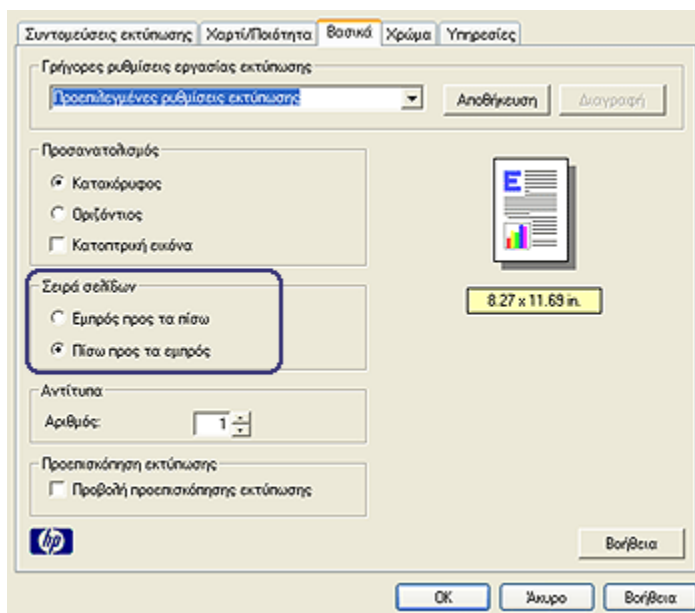 Συντομεύσεις εκτύπωσης Χαρτί/Ποιότητα Βασικά Χρώμα Υπηρεσίες
Γρήγορες ρυθμίσεις εργασίας εκτύπωσης
Προεπιλεγμένες ρυθμίσεις εκτύπωσης Αποθήκευση Διαγραφή
Προσανατολισμός
Κατακόρυφος
Οριζόντιος
Κατοπτρική εικόνα
E
8.27 x 11.69 in.
Σειρά σελίδων
Εμπρός προς τα πίσω
Πίσω προς τα εμπρός
Αντίτυπα
Αριθμός: 1
Προεπισκόπηση εκτύπωσης
Προβολή προεπισκόπησης εκτύπωσης
hp
Βοήθεια
OK Άκυρο Βοήθεια